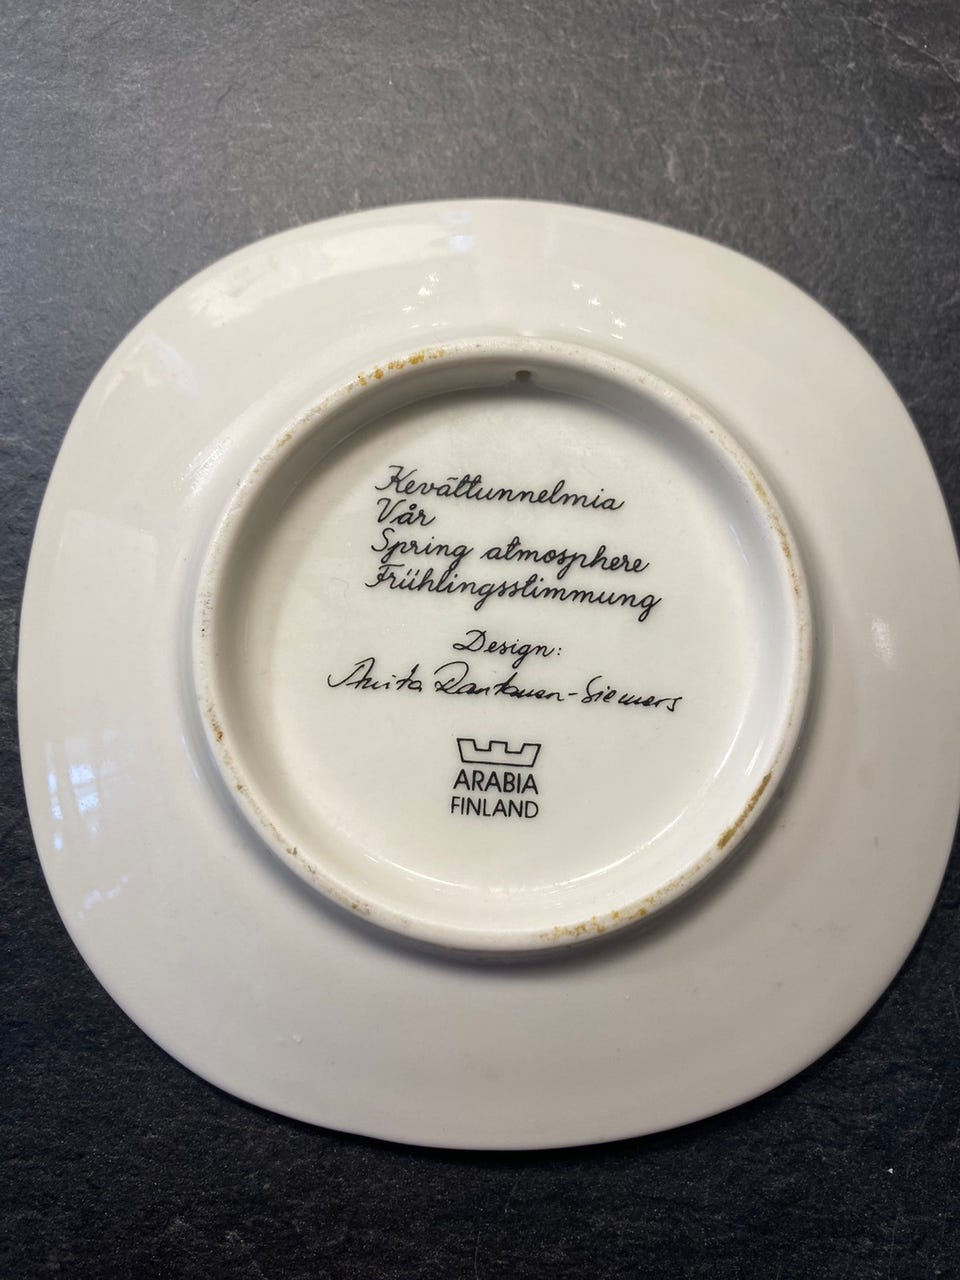 Kevättunnelmia
Vår
Spring atmosphere
Frühlingsstimmung
Design:
Anita Rantanen-Siemers
ARABIA
FINLAND